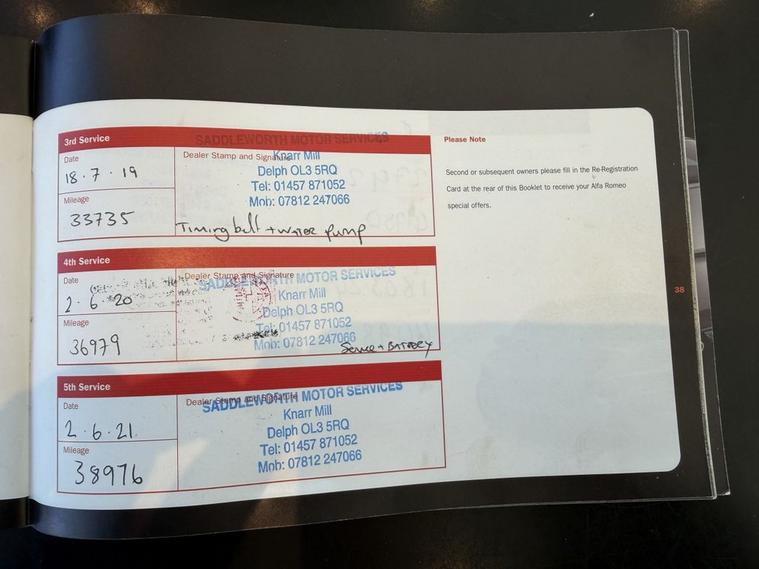 3rd Service
Date
18.7.19
Mileage
33735
Dealer Stamp and Signature
SADDLEWORTH MOTOR SERVICES
Knarr Mill
Delph OL3 5RQ
Tel: 01457 871052
Mob: 07812 247066
Timing belt + water pump
4th Service
Date
2.6.20
Mileage
36979
Dealer Stamp and Signature
SADDLEWORTH MOTOR SERVICES
Knarr Mill
Delph OL3 5RQ
Tel: 01457 871052
Mob: 07812 247066
Service + BATTERY
5th Service
Date
2.6.21.
Mileage
38976
Dealer Stamp and Signature
SADDLEWORTH MOTOR SERVICES
Knarr Mill
Delph OL3 5RQ
Tel: 01457 871052
Mob: 07812 247066
Please Note
Second or subsequent owners please fill in the Re-Registration
Card at the rear of this Booklet to receive your Alfa Romeo
special offers.
38